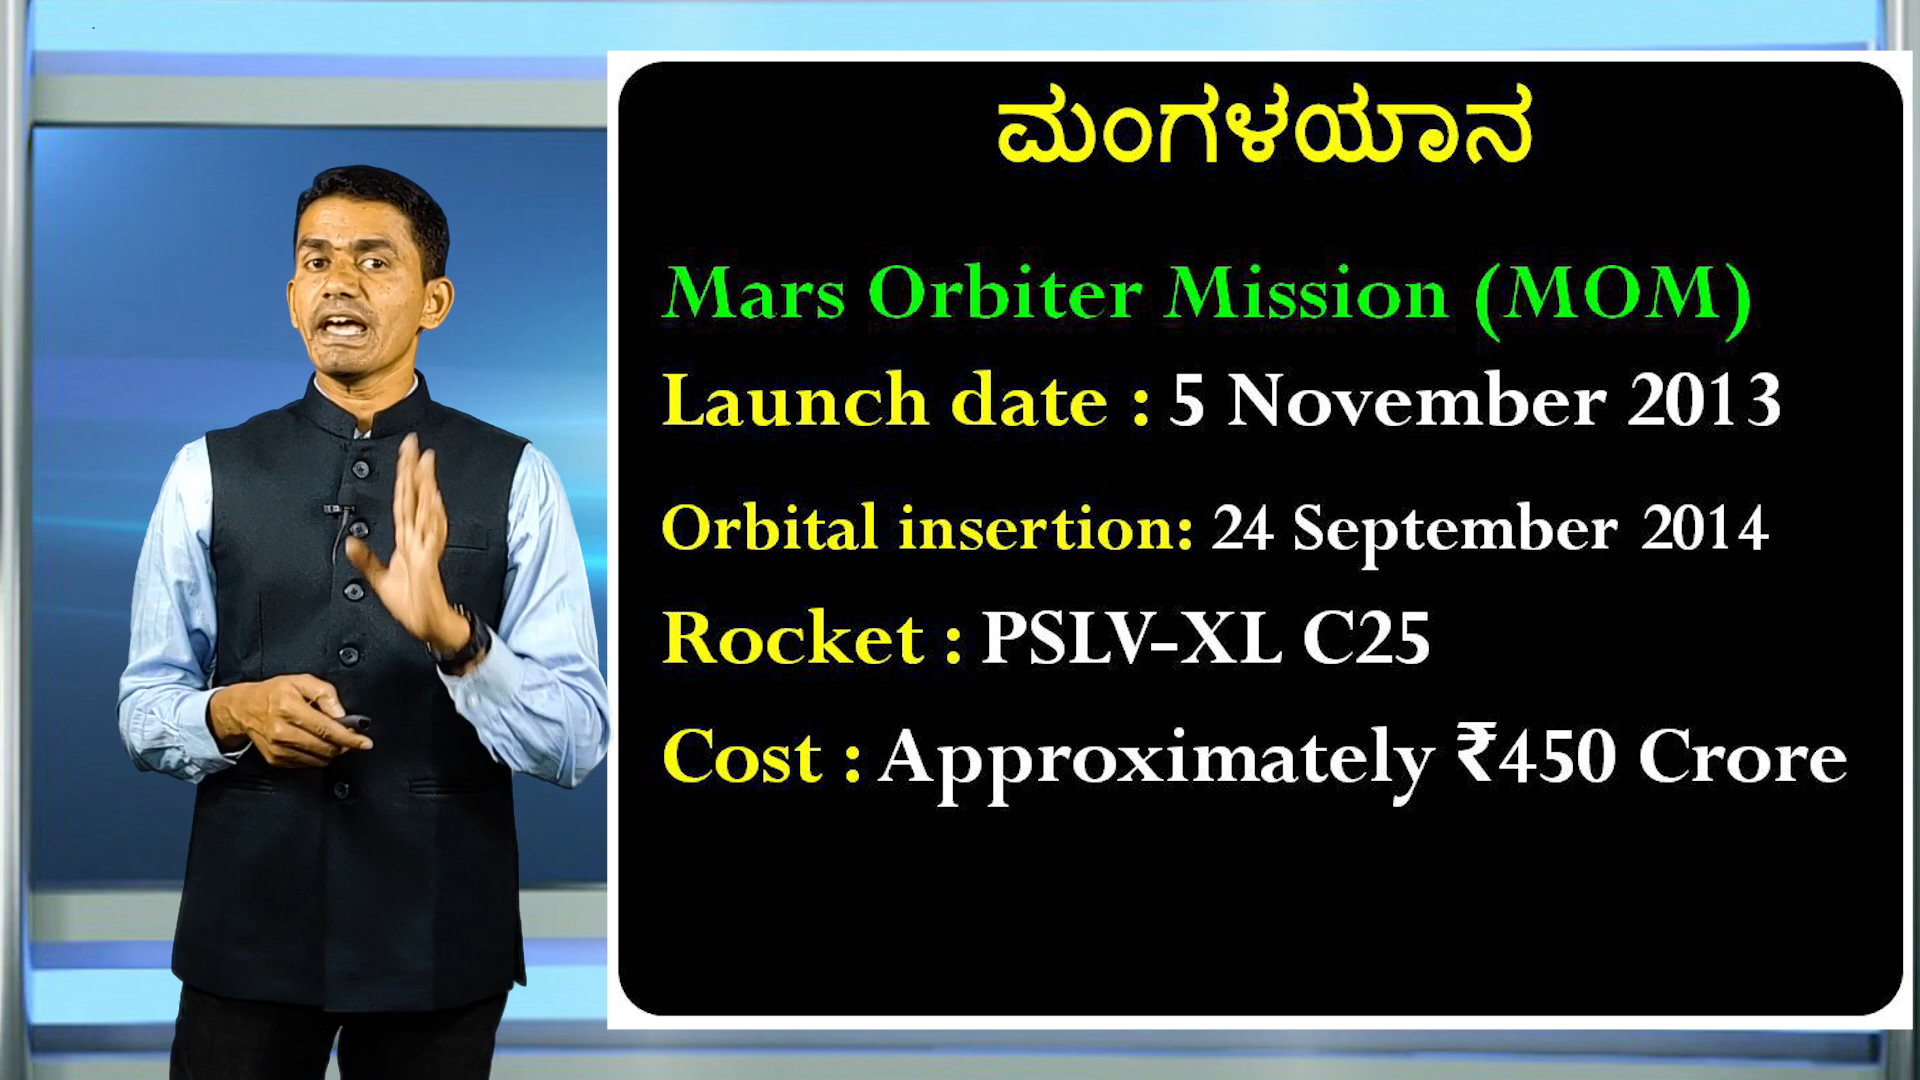 ಮಂಗಳಯಾನ
Mars Orbiter Mission (MOM)
Launch date : 5 November 2013
Orbital insertion: 24 September 2014
Rocket : PSLV-XL C25
Cost : Approximately ₹450 Crore